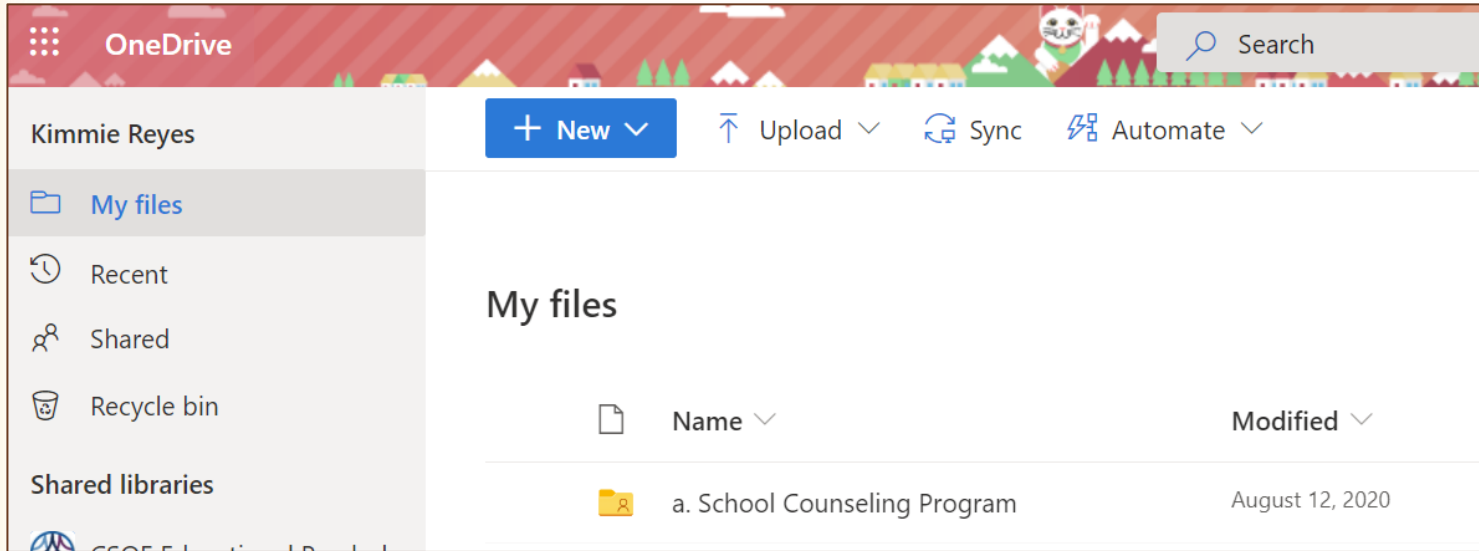 OneDrive
Search
Kimmie Reyes
New
Upload
Sync
Automate
My files
Recent
Shared
Recycle bin
Shared libraries
My files
Name
Modified
a. School Counseling Program
August 12, 2020